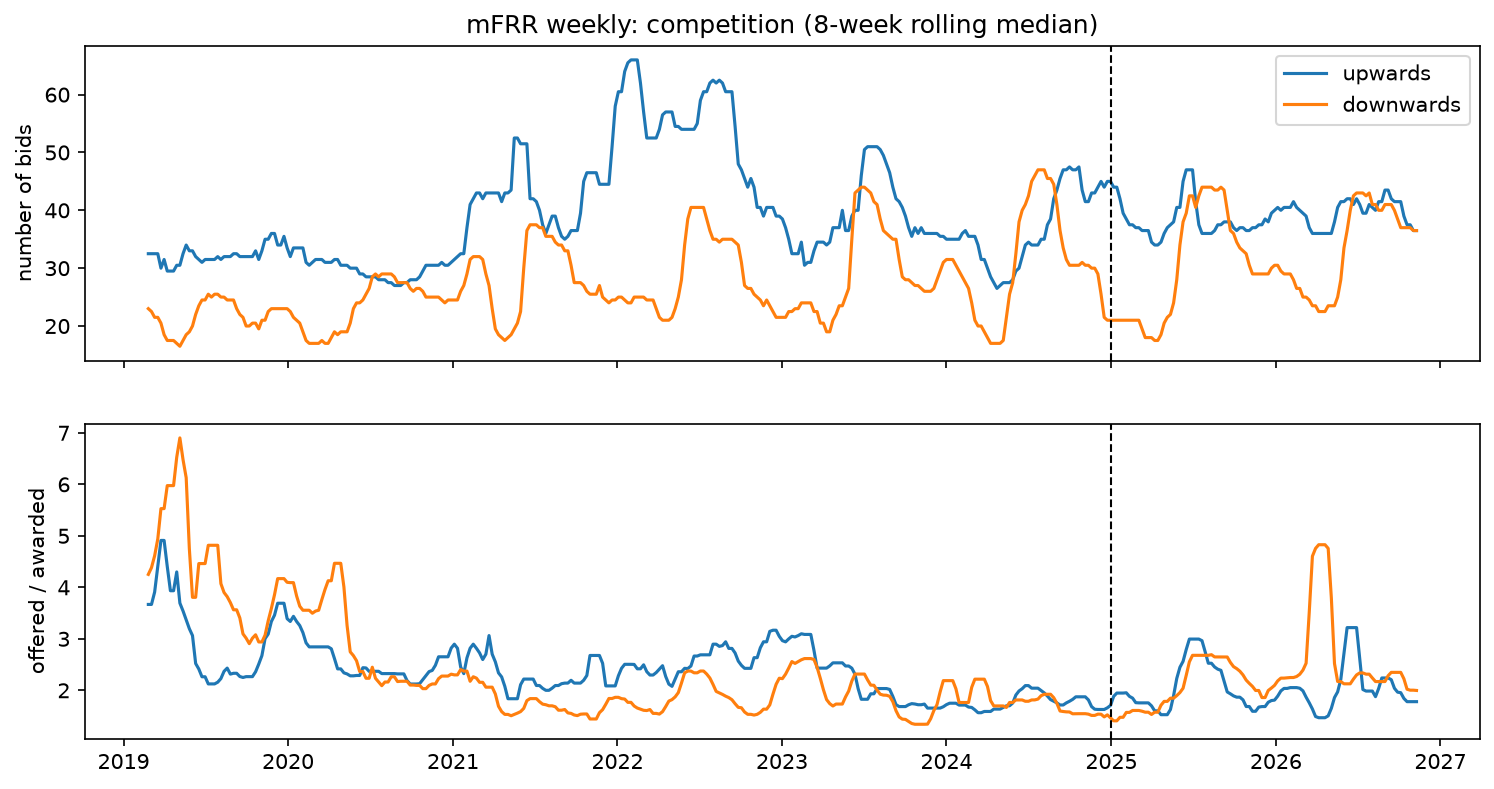 mFRR weekly: competition (8-week rolling median)
number of bids
60
50
40
30
20
upwards
downwards
offered / awarded
7
6
5
4
3
2
2019 2020 2021 2022 2023 2024 2025 2026 2027